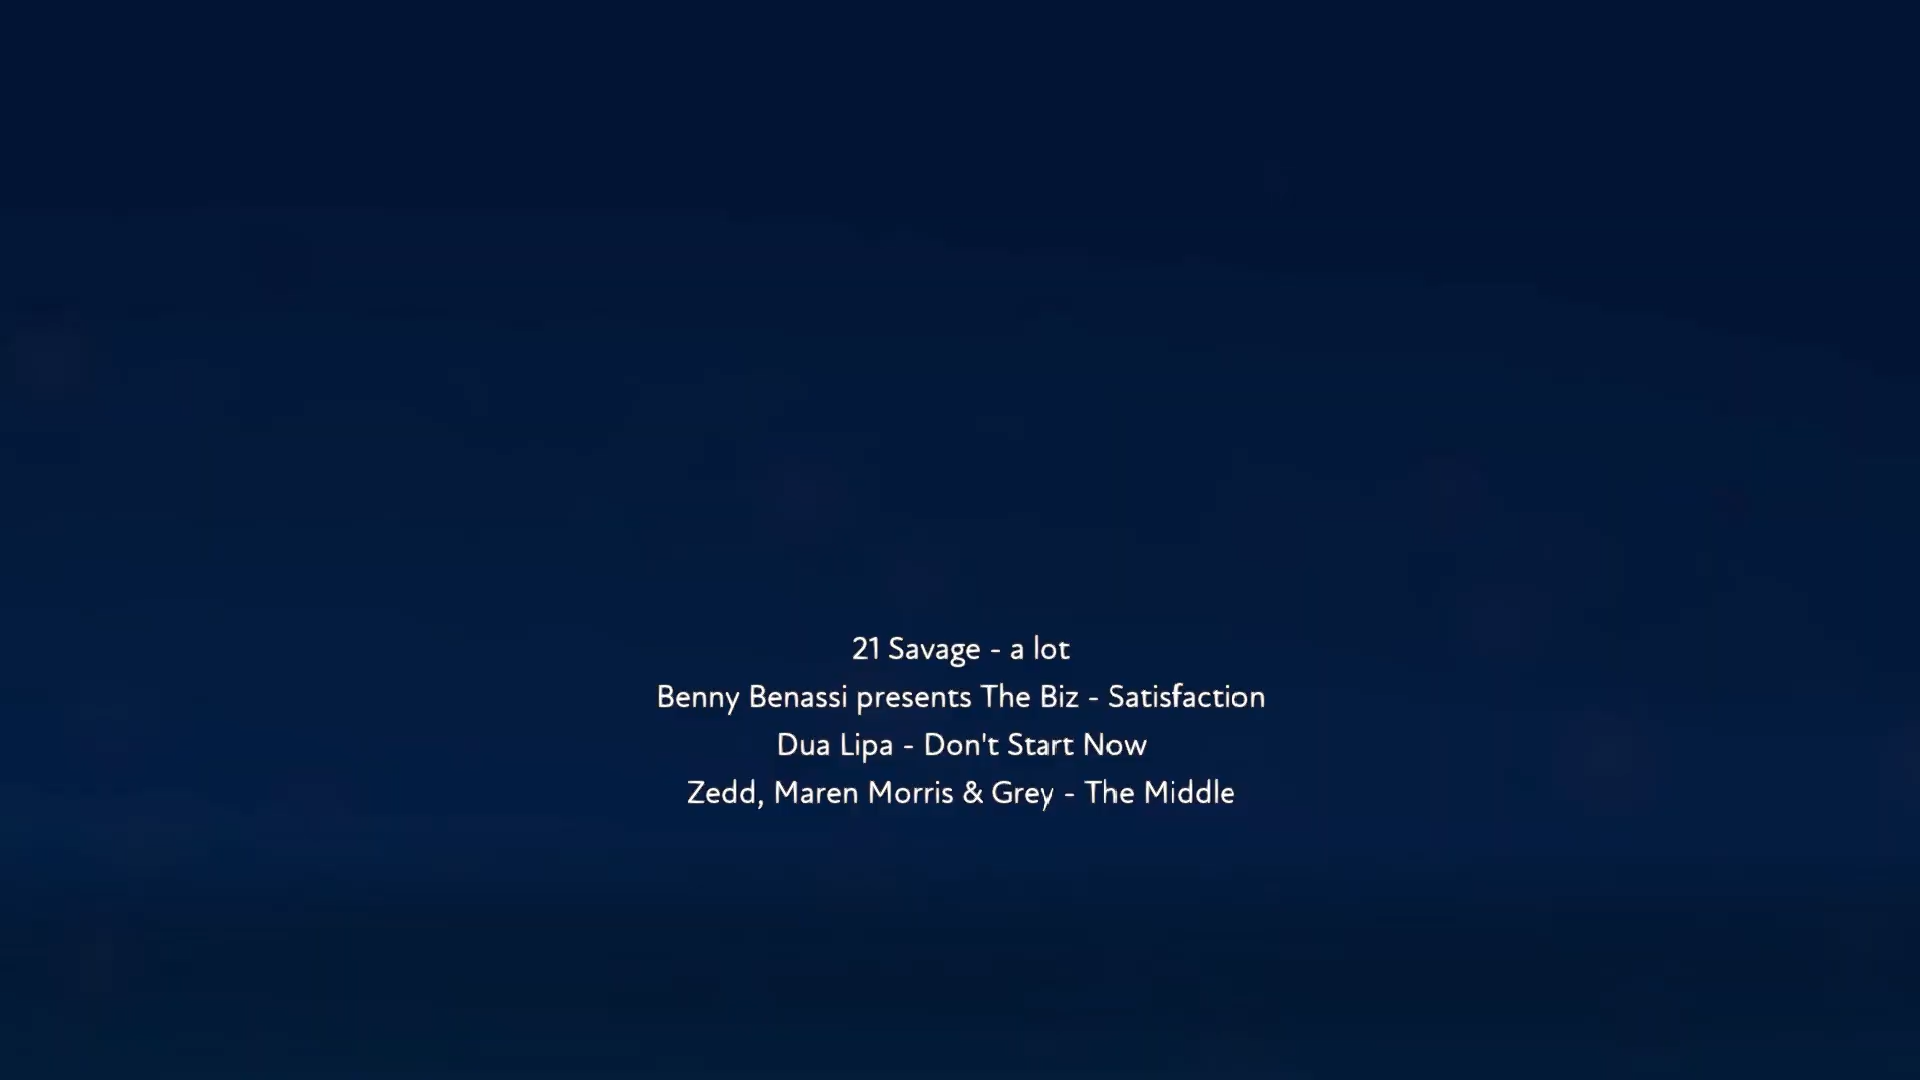 21 Savage - a lot
Benny Benassi presents The Biz - Satisfaction
Dua Lipa - Don't Start Now
Zedd, Maren Morris & Grey - The Middle